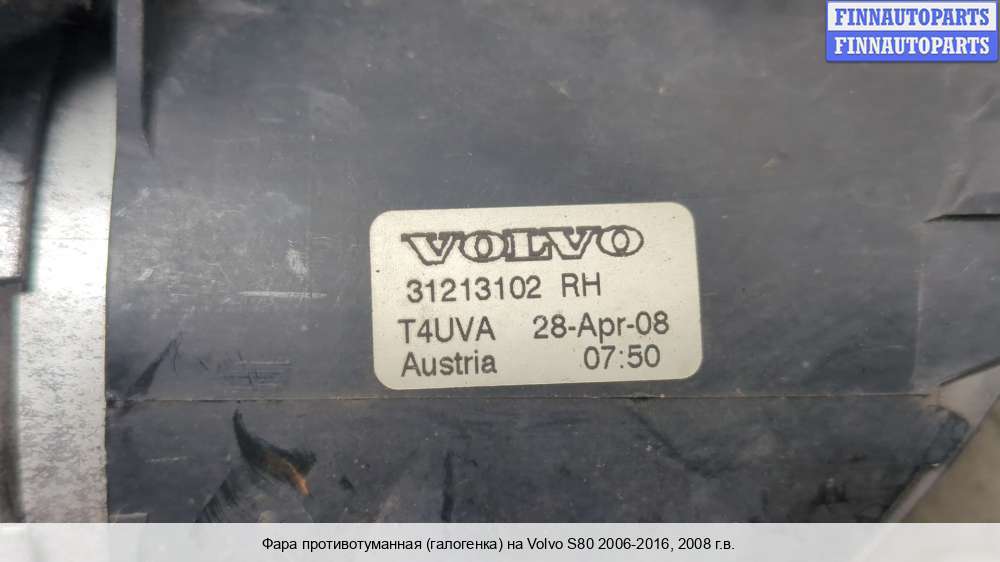 FINNAUTOPARTS
FINNAUTOPARTS
VOLVO
31213102 RH
T4UVA 28-Apr-08
Austria 07:50
Фара противотуманная (галогенка) на Volvo S80 2006-2016, 2008 г.в.